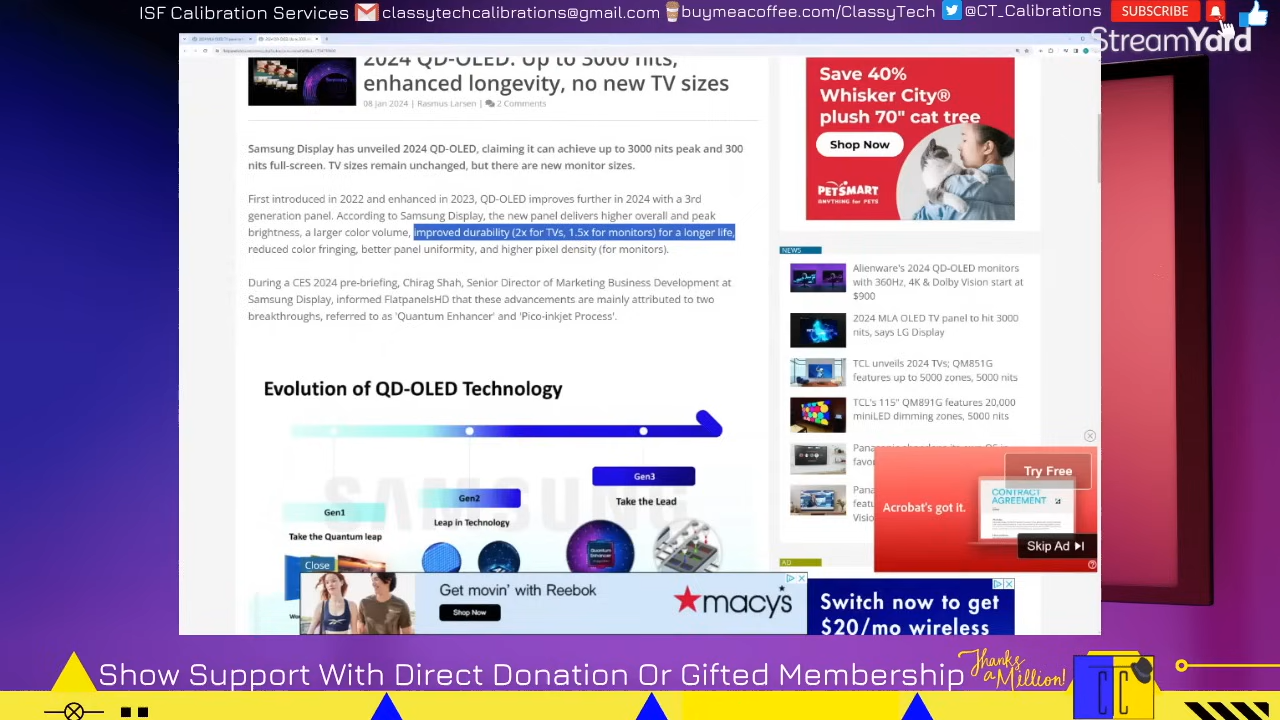 ISF Calibration Services classytechcalibrations@gmail.com buymeacoffee.com/ClassyTech @CT_Calibrations SUBSCRIBE
StreamYard
2024 QD-OLED: Up to 3000 nits,
enhanced longevity, no new TV sizes
08 Jan 2024 | Rasmus Larsen | 2 Comments
Samsung Display has unveiled 2024 QD-OLED, claiming it can achieve up to 3000 nits peak and 300
nits full-screen. TV sizes remain unchanged, but there are new monitor sizes.
First introduced in 2022 and enhanced in 2023, QD-OLED improves further in 2024 with a 3rd
generation panel. According to Samsung Display, the new panel delivers higher overall and peak
brightness, a larger color volume, improved durability (2x for TVs, 1.5x for monitors) for a longer life,
reduced color fringing, better panel uniformity, and higher pixel density (for monitors).
During a CES 2024 pre-briefing, Chirag Shah, Senior Director of Marketing Business Development at
Samsung Display, informed FlatpanelsHD that these advancements are mainly attributed to two
breakthroughs, referred to as 'Quantum Enhancer' and 'Pico-inkjet Process'.
Evolution of QD-OLED Technology
SAMSUNG
Gen1
Take the Quantum leap
Gen2
Leap in Technology
Gen3
Take the Lead
Quantum
Enhancer
Close
Get movin' with Reebok
Shop Now
macy's
Save 40%
Whisker City®
plush 70" cat tree
Shop Now
PETSMART
ANYTHING for PETS
NEWS
Alienware's 2024 QD-OLED monitors
with 360Hz, 4K & Dolby Vision start at
$900
2024 MLA OLED TV panel to hit 3000
nits, says LG Display
TCL unveils 2024 TVs; QM851G
features up to 5000 zones, 5000 nits
TCL's 115" QM891G features 20,000
miniLED dimming zones, 5000 nits
favo
Pana
featu
Visio
Try Free
CONTRACT
AGREEMENT
Acrobat's got it.
Skip Ad
AD
Switch now to get
$20/mo wireless
Show Support With Direct Donation Or Gifted Membership
Thanks
a Million!
CT